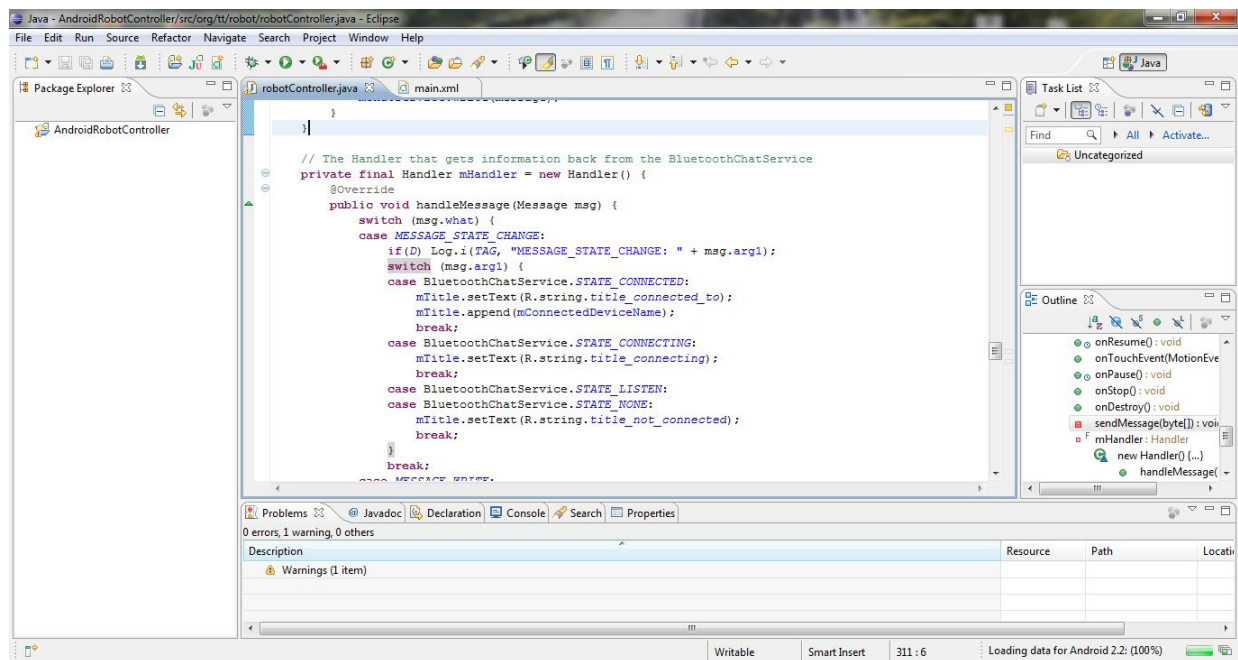 Java - AndroidRobotController/src/org/tt/robot/robotController.java - Eclipse
File Edit Run Source Refactor Navigate Search Project Window Help
Java
Package Explorer
AndroidRobotController
robotController.java main.xml
}
}
// The Handler that gets information back from the BluetoothChatService
private final Handler mHandler = new Handler() {
@Override
public void handleMessage(Message msg) {
switch (msg.what) {
case MESSAGE_STATE_CHANGE:
if(D) Log.i(TAG, "MESSAGE_STATE_CHANGE: " + msg.arg1);
switch (msg.arg1) {
case BluetoothChatService.STATE_CONNECTED:
mTitle.setText(R.string.title_connected_to);
mTitle.append(mConnectedDeviceName);
break;
case BluetoothChatService.STATE_CONNECTING:
mTitle.setText(R.string.title_connecting);
break;
case BluetoothChatService.STATE_LISTEN:
case BluetoothChatService.STATE_NONE:
mTitle.setText(R.string.title_not_connected);
break;
}
break;
case MESSAGE_WRITE:
Task List
Find All Activate...
Uncategorized
Outline
onResume() : void
onTouchEvent(MotionEve
onPause() : void
onStop() : void
onDestroy() : void
sendMessage(byte[]) : voi
mHandler : Handler
new Handler() {...}
handleMessage(
Problems @ Javadoc Declaration Console Search Properties
0 errors, 1 warning, 0 others
Description Resource Path Locati
Warnings (1 item)
Writable Smart Insert 311 : 6 Loading data for Android 2.2: (100%)